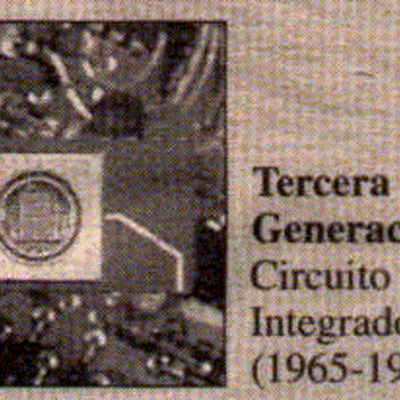 Tercera
Generac
Circuito
Integrado
(1965-19